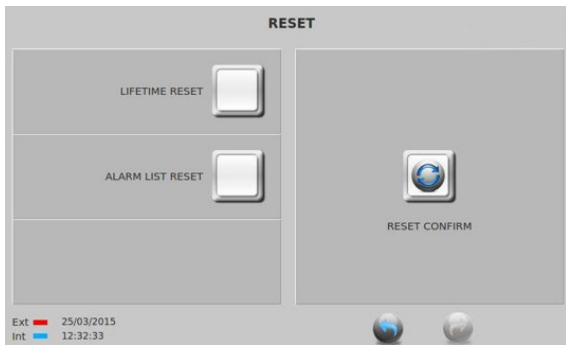 RESET
LIFETIME RESET
ALARM LIST RESET
RESET CONFIRM
Ext 25/03/2015
Int 12:32:33